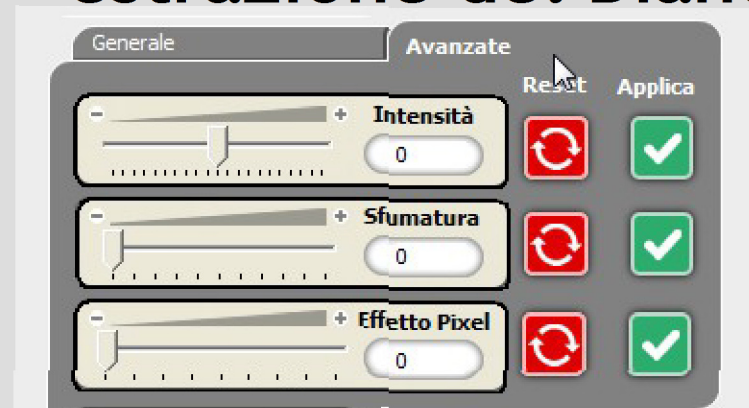 Generale Avanzate
Reset Applica
- + Intensità
0
- + Sfumatura
0
- + Effetto Pixel
0